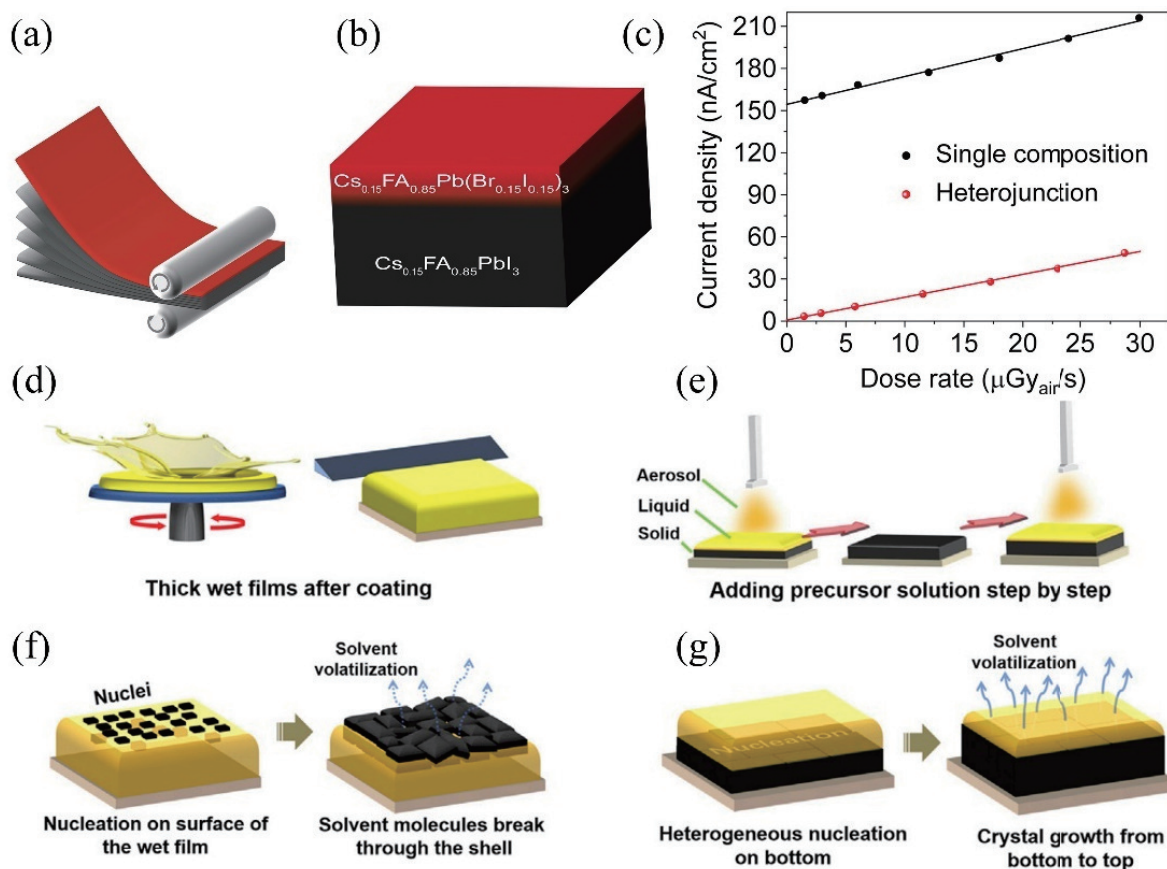 (a)
(b)
Cs0.15FA0.85Pb(Br0.15I0.15)3
Cs0.15FA0.85PbI3
(c)
Current density (nA/cm2)
210
180
150
120
90
60
30
0
Single composition
Heterojunction
0 5 10 15 20 25 30
Dose rate (μGyair/s)
(d)
Thick wet films after coating
(e)
Aerosol
Liquid
Solid
Adding precursor solution step by step
(f)
Nuclei
Solvent
volatilization
Nucleation on surface of
the wet film
Solvent molecules break
through the shell
(g)
Nucleation
Solvent
volatilization
Heterogeneous nucleation
on bottom
Crystal growth from
bottom to top